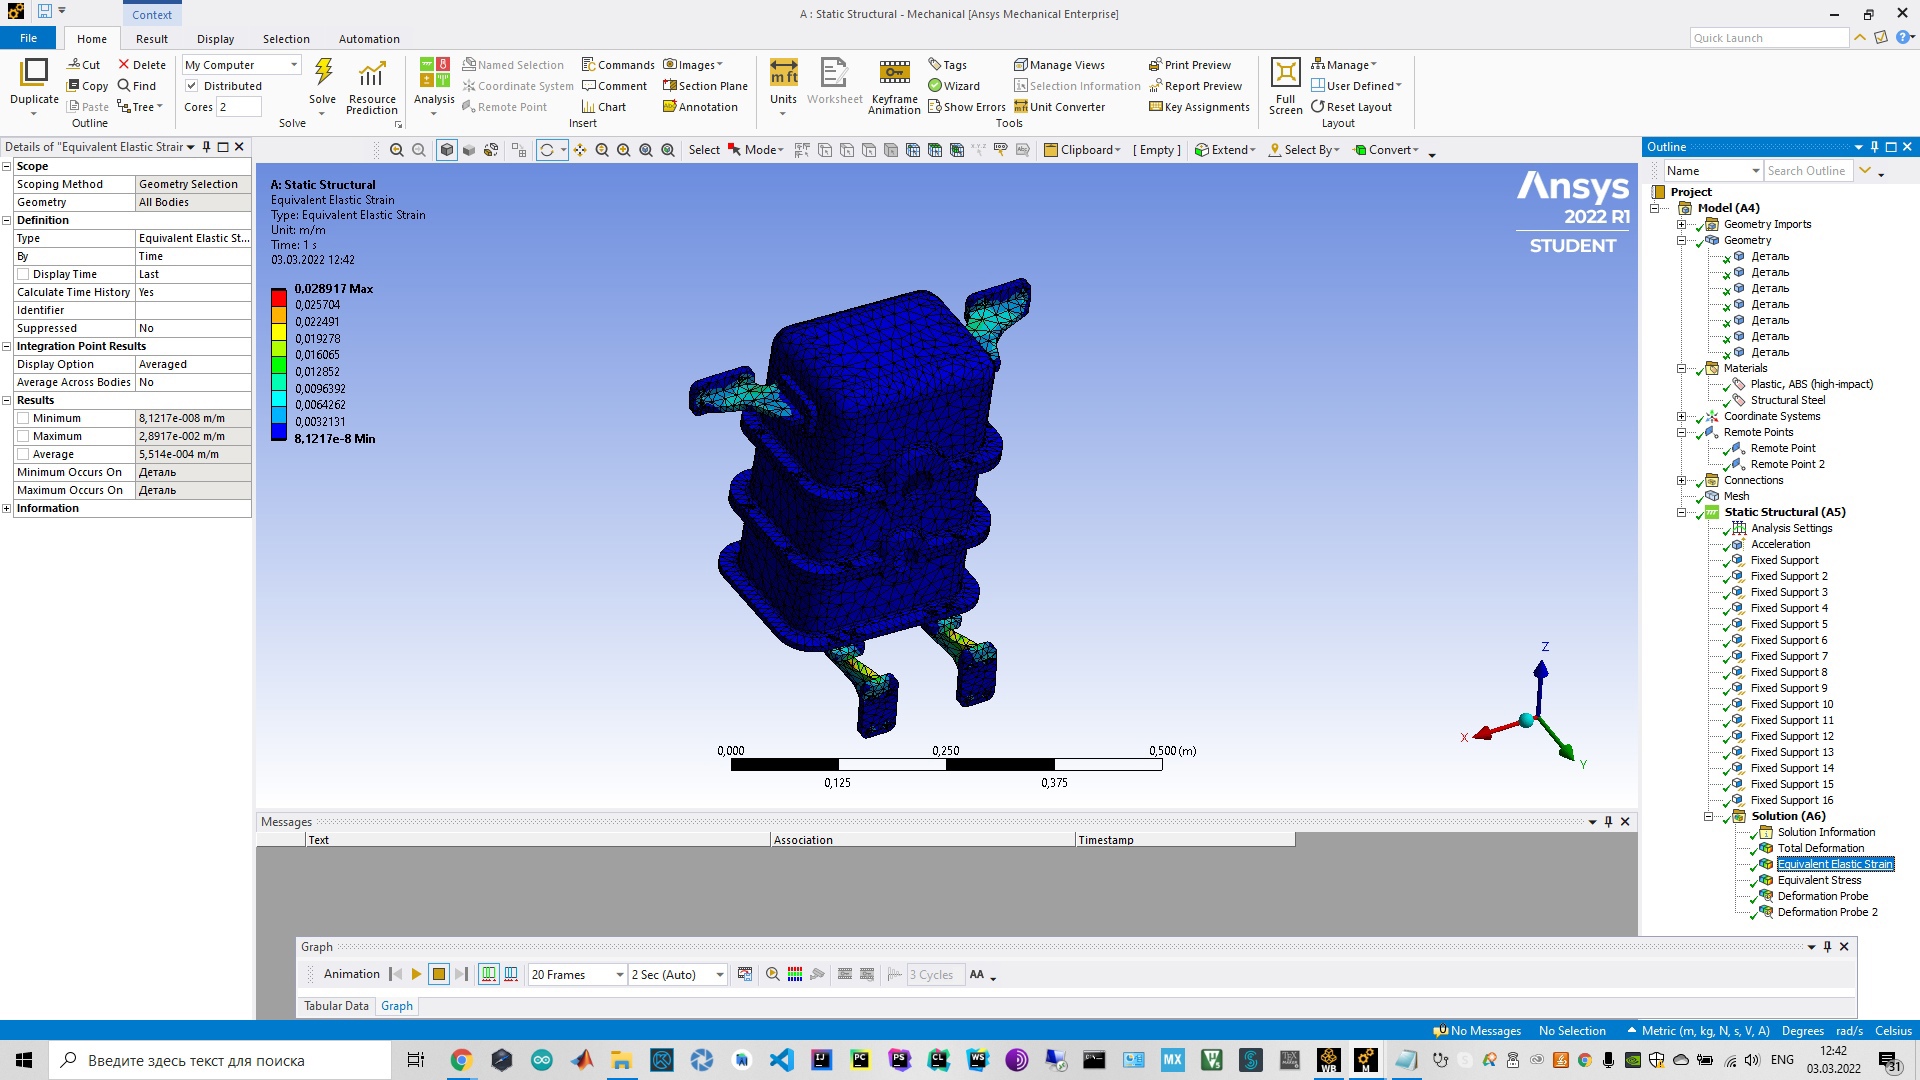 Context
A : Static Structural - Mechanical [Ansys Mechanical Enterprise]
File
Home
Result
Display
Selection
Automation
Quick Launch
Duplicate
Cut
Copy
Paste
Delete
Find
Tree
Outline
My Computer
Distributed
Cores 2
Solve
Resource Prediction
Solve
Analysis
Named Selection
Coordinate System
Remote Point
Commands
Comment
Chart
Images
Section Plane
Annotation
Insert
Units
Worksheet
Keyframe Animation
Tags
Wizard
Show Errors
Manage Views
Selection Information
Unit Converter
Print Preview
Report Preview
Key Assignments
Tools
Full Screen
Manage
User Defined
Reset Layout
Layout
Details of "Equivalent Elastic Strair
Select
Mode
Clipboard
[ Empty ]
Extend
Select By
Convert
Scope
Scoping Method Geometry Selection
Geometry All Bodies
Definition
Type Equivalent Elastic St...
By Time
Display Time Last
Calculate Time History Yes
Identifier
Suppressed No
Integration Point Results
Display Option Averaged
Average Across Bodies No
Results
Minimum 8,1217e-008 m/m
Maximum 2,8917e-002 m/m
Average 5,514e-004 m/m
Minimum Occurs On Деталь
Maximum Occurs On Деталь
Information
A: Static Structural
Equivalent Elastic Strain
Type: Equivalent Elastic Strain
Unit: m/m
Time: 1 s
03.03.2022 12:42
0,028917 Max
0,025704
0,022491
0,019278
0,016065
0,012852
0,0096392
0,0064262
0,0032131
8,1217e-8 Min
Ansys
2022 R1
STUDENT
0,000
0,250
0,500 (m)
0,125
0,375
Z
X
Y
Messages
Text
Association
Timestamp
Graph
Animation
20 Frames
2 Sec (Auto)
3 Cycles
AA
Tabular Data
Graph
Outline
Name
Search Outline
Project
Model (A4)
Geometry Imports
Geometry
Деталь
Деталь
Деталь
Деталь
Деталь
Деталь
Деталь
Materials
Plastic, ABS (high-impact)
Structural Steel
Coordinate Systems
Remote Points
Remote Point
Remote Point 2
Connections
Mesh
Static Structural (A5)
Analysis Settings
Acceleration
Fixed Support
Fixed Support 2
Fixed Support 3
Fixed Support 4
Fixed Support 5
Fixed Support 6
Fixed Support 7
Fixed Support 8
Fixed Support 9
Fixed Support 10
Fixed Support 11
Fixed Support 12
Fixed Support 13
Fixed Support 14
Fixed Support 15
Fixed Support 16
Solution (A6)
Solution Information
Total Deformation
Equivalent Elastic Strain
Equivalent Stress
Deformation Probe
Deformation Probe 2
No Messages
No Selection
Metric (m, kg, N, s, V, A)
Degrees
rad/s
Celsius
Введите здесь текст для поиска
ENG
12:42
03.03.2022
31